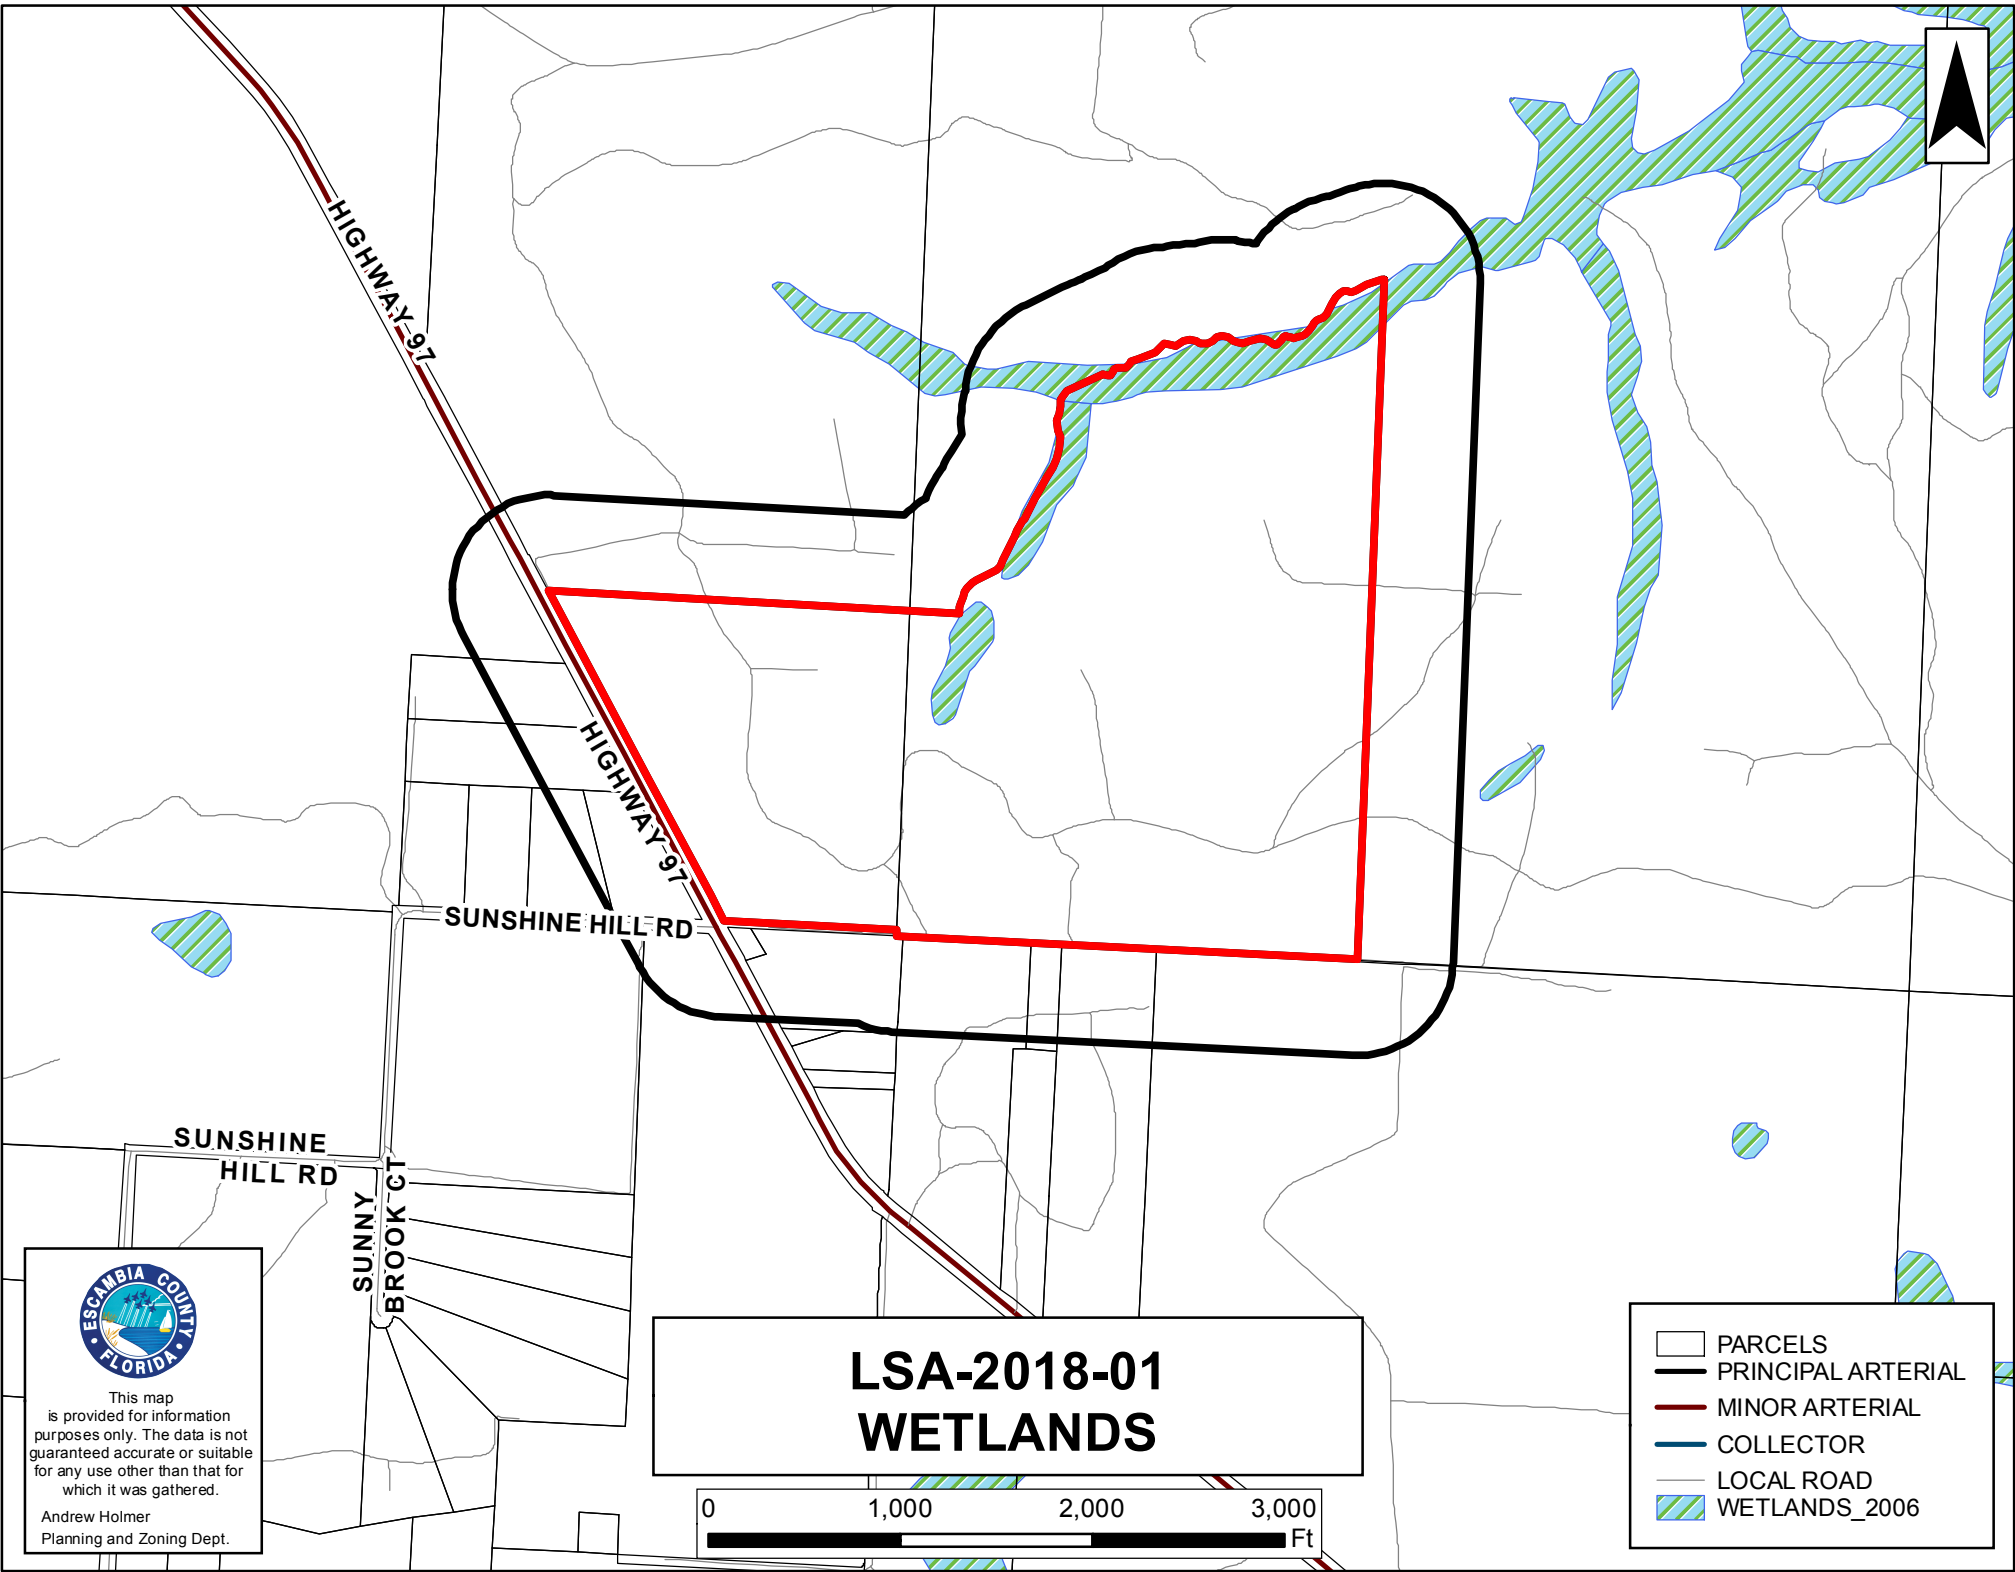 HIGHWAY 97
HIGHWAY 97
SUNSHINE HILL RD
SUNSHINE
HILL RD
SUNNY
BROOK CT
ESCAMBIA COUNTY
FLORIDA
This map
is provided for information
purposes only. The data is not
guaranteed accurate or suitable
for any use other than that for
which it was gathered.
Andrew Holmer
Planning and Zoning Dept.
LSA-2018-01
WETLANDS
0 1,000 2,000 3,000
Ft
PARCELS
PRINCIPAL ARTERIAL
MINOR ARTERIAL
COLLECTOR
LOCAL ROAD
WETLANDS_2006